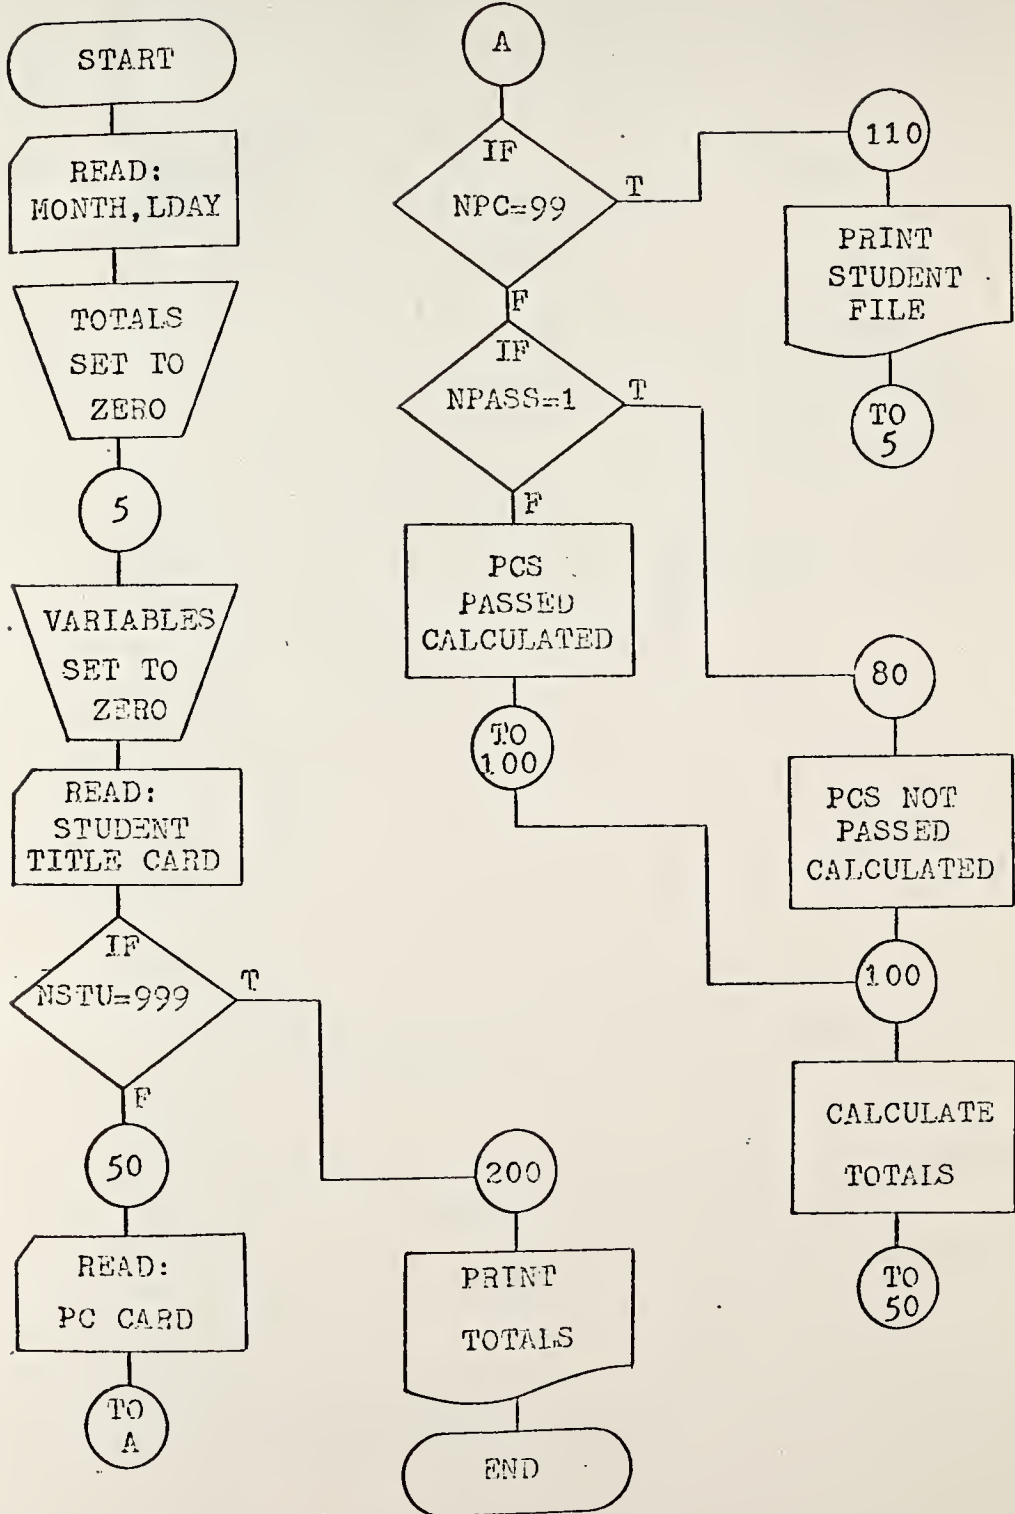 START
READ:
MONTH,LDAY
TOTALS
SET TO
ZERO
5
VARIABLES
SET TO
ZERO
READ:
STUDENT
TITLE CARD
IF
NSTU=999
T
F
50
READ:
PC CARD
TO
A
200
PRINT
TOTALS
END
A
IF
NPC=99
T
F
IF
NPASS=1
T
F
PCS
PASSED
CALCULATED
TO
100
110
PRINT
STUDENT
FILE
TO
5
80
PCS NOT
PASSED
CALCULATED
100
CALCULATE
TOTALS
TO
50